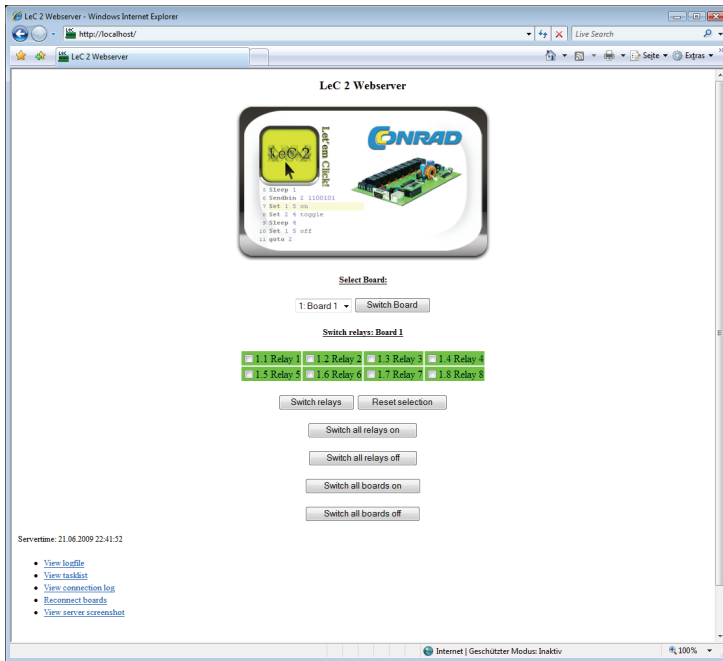 LeC 2 Webserver - Windows Internet Explorer
http://localhost/
Live Search
LeC 2 Webserver
Seite
Extras
LeC 2 Webserver
LeC 2
Let'em Click!
CONRAD
5 Sleep 1
6 Sendbin 2 1100101
7 Set 1 5 on
8 Set 2 4 toggle
9 Sleep 4
10 Set 1 5 off
11 goto 2
Select Board:
1: Board 1
Switch Board
Switch relays: Board 1
1.1 Relay 1 1.2 Relay 2 1.3 Relay 3 1.4 Relay 4
1.5 Relay 5 1.6 Relay 6 1.7 Relay 7 1.8 Relay 8
Switch relays Reset selection
Switch all relays on
Switch all relays off
Switch all boards on
Switch all boards off
Servertime: 21.06.2009 22:41:52
View logfile
View tasklist
View connection log
Reconnect boards
View server screenshot
Internet | Geschützter Modus: Inaktiv
100%